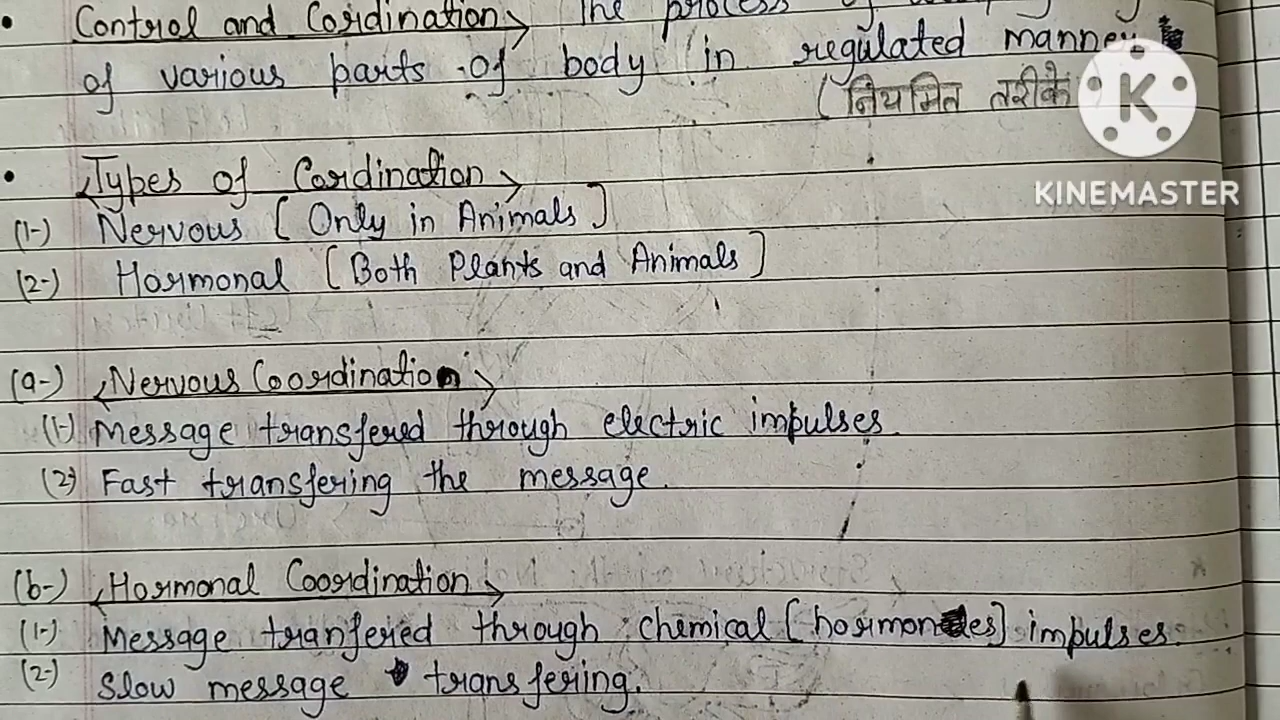 • Control and Cordination> The process of
of various parts of body in regulated manner
(नियमित तरीके
K
KINEMASTER
• Types of Cordination>
(1-) Nervous [Only in Animals]
(2-) Hormonal [Both Plants and Animals]
(a-) Nervous Coordination>
(1-) Message transfered through electric impulses
(2-) Fast transfering the message.
(b-) Hormonal Coordination>
(1-) Message tranfered through chemical [hormones] impulses.
(2-) Slow message transfering.